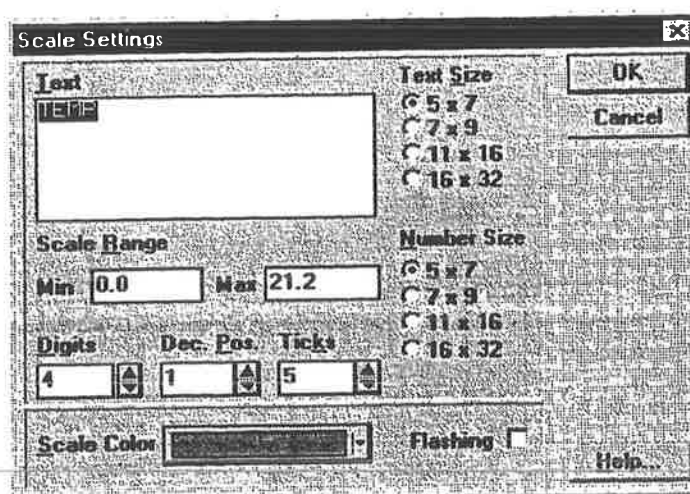 Scale Settings
Text
TEMP
Text Size
5 x 7
7 x 9
11 x 16
16 x 32
OK
Cancel
Scale Range
Min 0.0 Max 21.2
Number Size
5 x 7
7 x 9
11 x 16
16 x 32
Digits Dec. Pos. Ticks
4 1 5
Scale Color Flashing
Help...